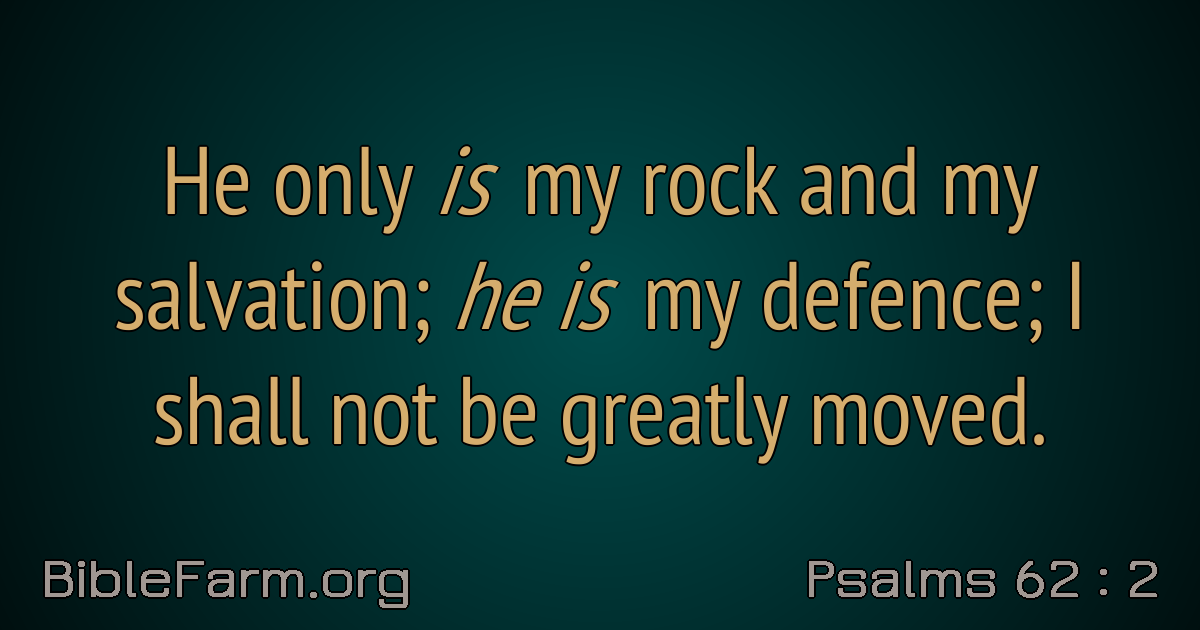 He only is my rock and my
salvation; he is my defence; I
shall not be greatly moved.
BibleFarm.org
Psalms 62 : 2